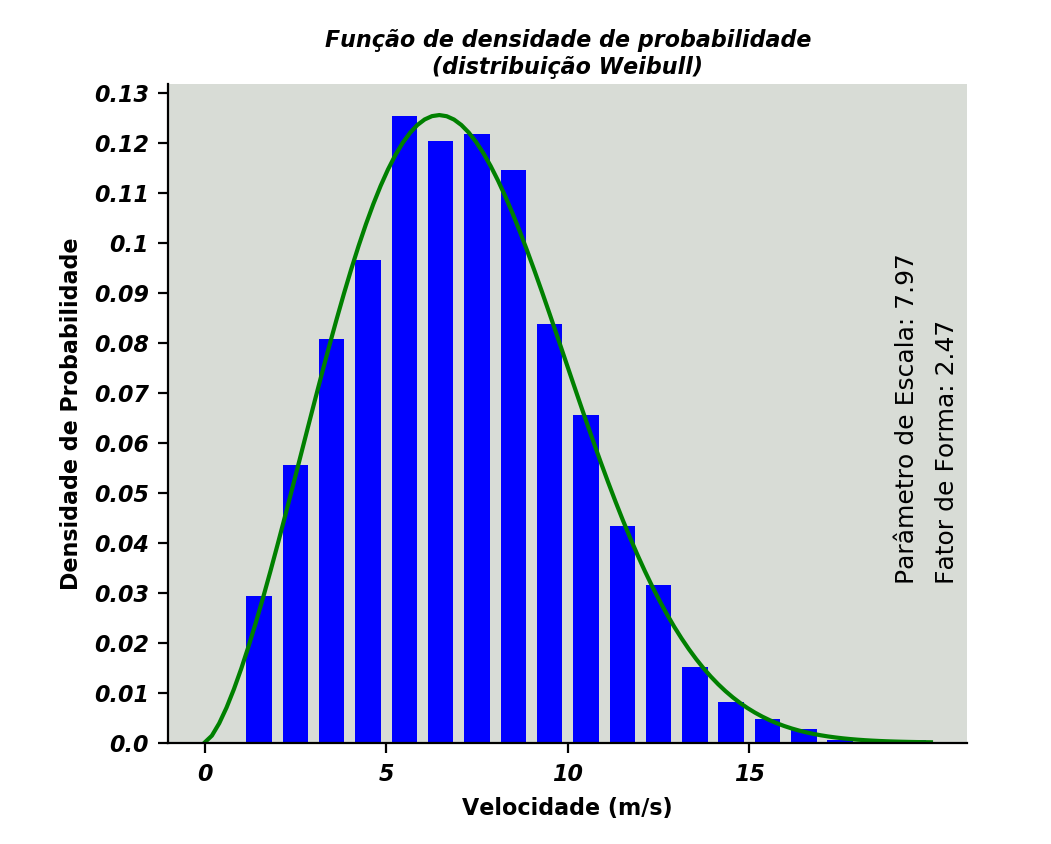 Função de densidade de probabilidade
(distribuição Weibull)
Densidade de Probabilidade
0.13
0.12
0.11
0.1
0.09
0.08
0.07
0.06
0.05
0.04
0.03
0.02
0.01
0.0
Parâmetro de Escala: 7.97
Fator de Forma: 2.47
0 5 10 15
Velocidade (m/s)